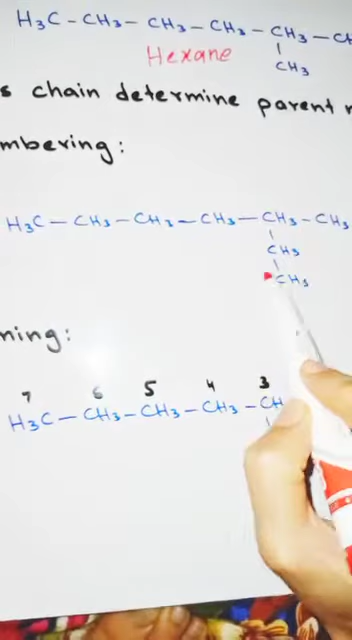 H₃C - CH₃ - CH₃ - CH₃ - CH₃ - CH
CH₃
Hexane
s chain determine parent n
mbering:
H₃C - CH₃ - CH₃ - CH₃ - CH₃ - CH₃
CH₃
CH₃
ning:
7 6 5 4 3
H₃C - CH₃ - CH₃ - CH₃ - CH